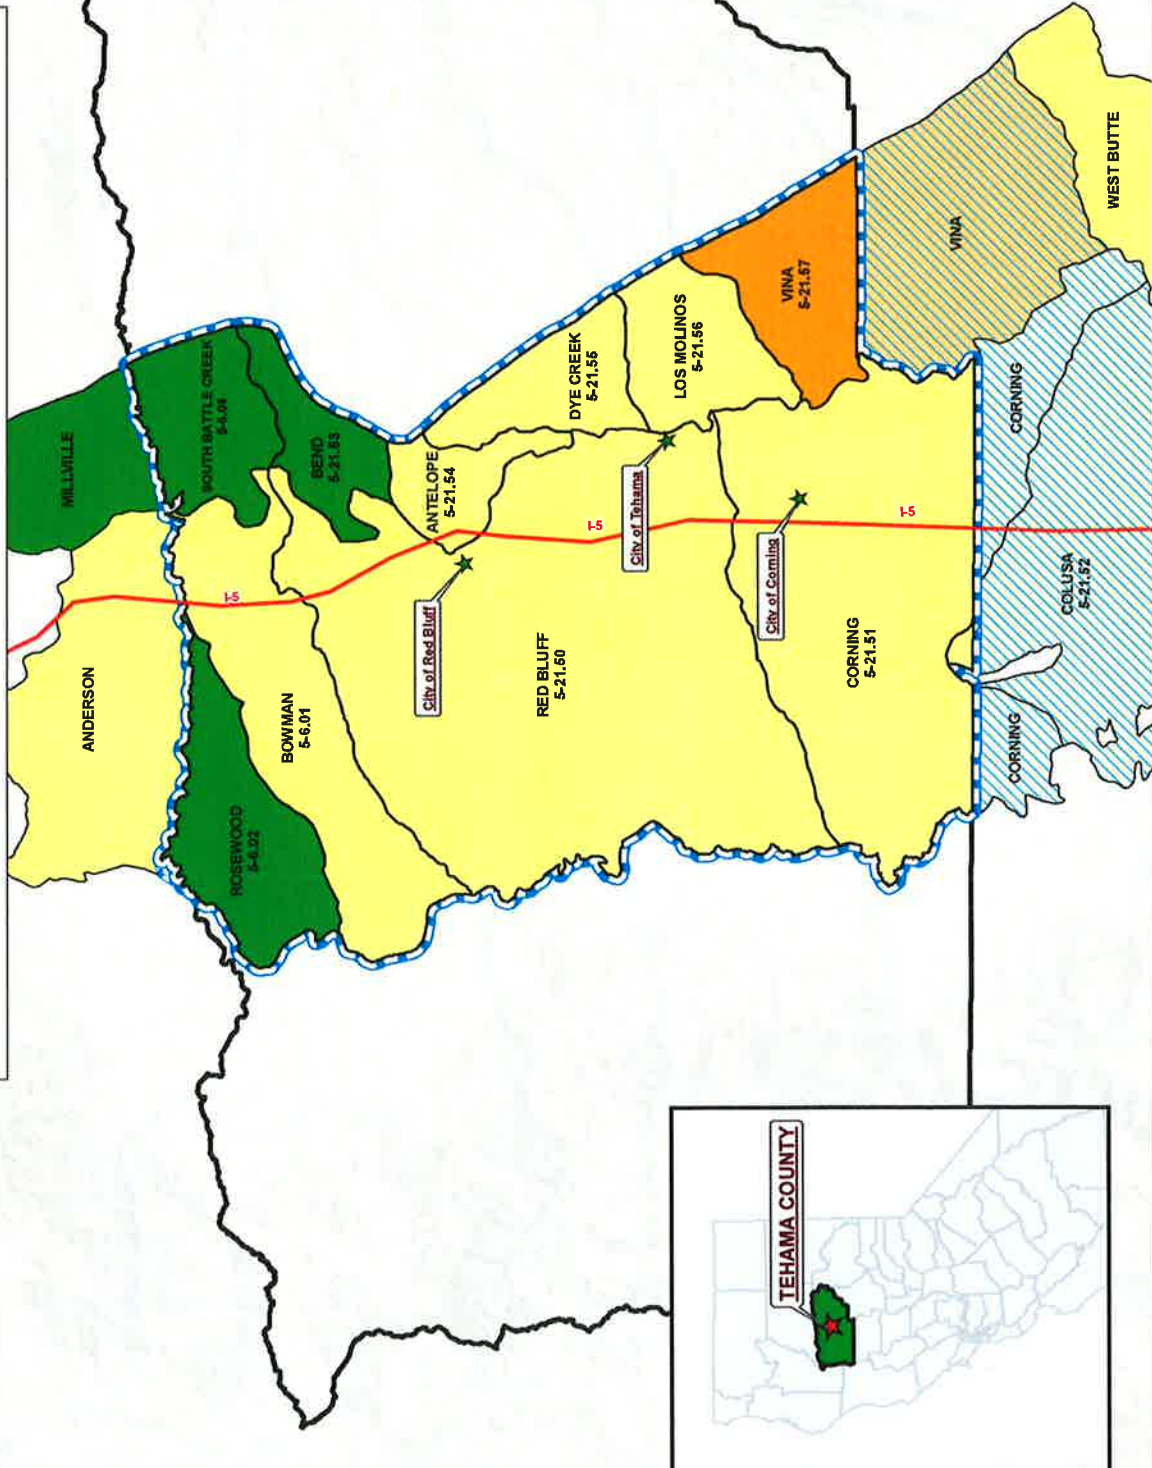 MILLVILLE
ANDERSON
SOUTH BATTLE CREEK
I-5
BEND
5-21.53
ROSEWOOD
5-6.02
BOWMAN
5-6.01
ANTELOPE
5-21.54
City of Red Bluff
I-5
DYE CREEK
5-21.55
RED BLUFF
5-21.50
City of Tehama
LOS MOLINOS
5-21.56
VINA
5-21.57
City of Corning
CORNING
5-21.51
I-5
VINA
WEST BUTTE
CORNING
CORNING
COLUSA
5-21.52
TEHAMA COUNTY